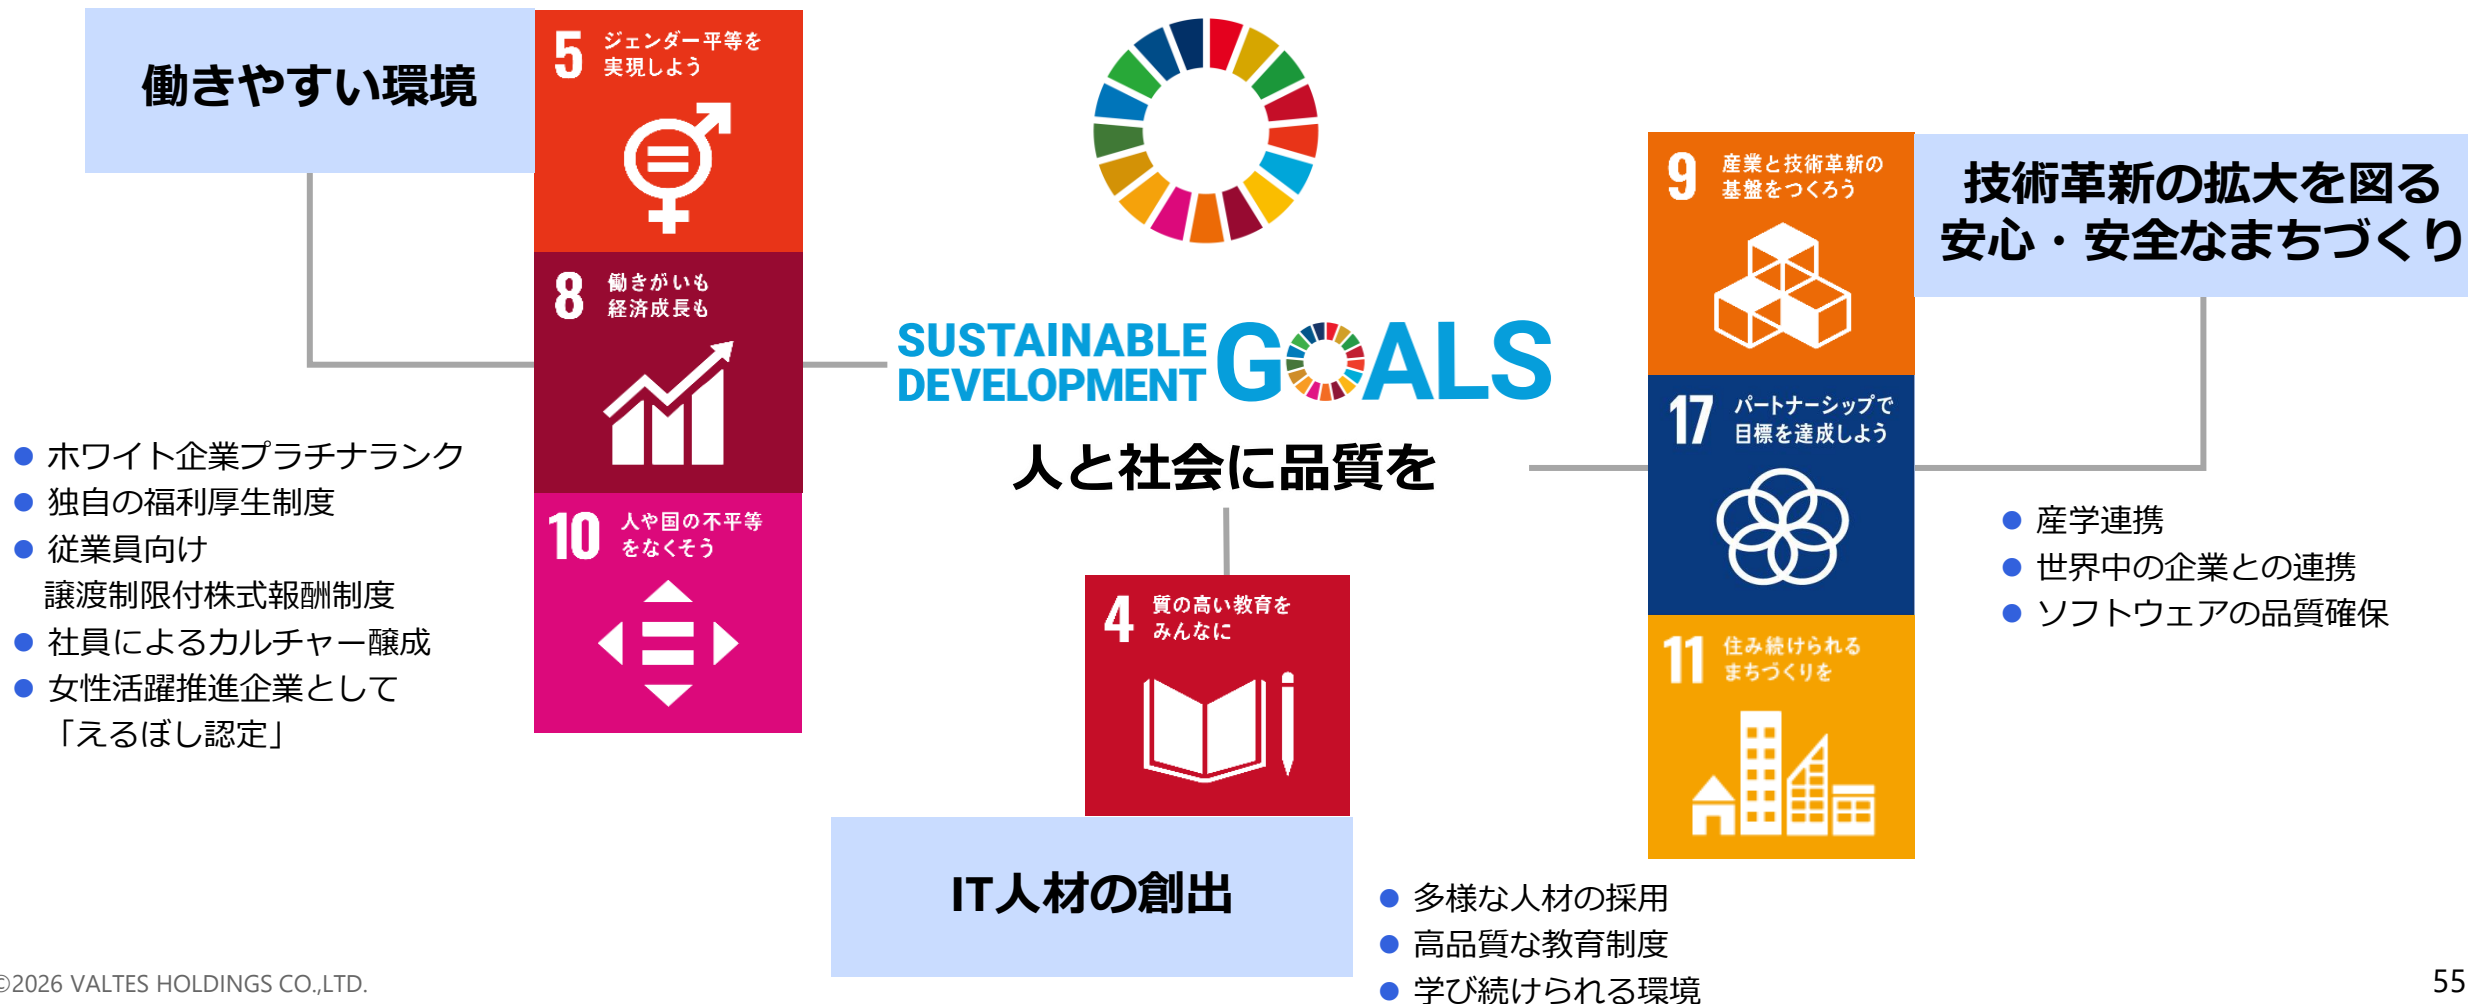 働きやすい環境
5 ジェンダー平等を
実現しよう
8 働きがいも
経済成長も
10 人や国の不平等
をなくそう
● ホワイト企業プラチナランク
● 独自の福利厚生制度
● 従業員向け
譲渡制限付株式報酬制度
● 社員によるカルチャー醸成
● 女性活躍推進企業として
「えるぼし認定」
SUSTAINABLE
DEVELOPMENT
GOALS
人と社会に品質を
4 質の高い教育を
みんなに
IT人材の創出
● 多様な人材の採用
● 高品質な教育制度
● 学び続けられる環境
9 産業と技術革新の
基盤をつくろう
17 パートナーシップで
目標を達成しよう
11 住み続けられる
まちづくりを
技術革新の拡大を図る
安心・安全なまちづくり
● 産学連携
● 世界中の企業との連携
● ソフトウェアの品質確保
©2026 VALTES HOLDINGS CO.,LTD.
55